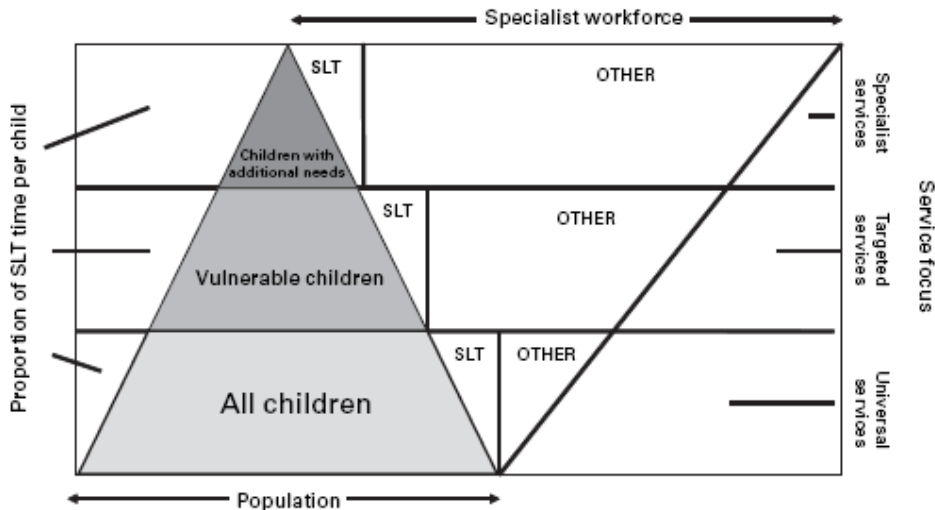 Specialist workforce
SLT
OTHER
Specialist
services
Children with
additional needs
SLT
OTHER
Targeted
services
Vulnerable children
SLT
OTHER
Universal
services
All children
Proportion of SLT time per child
Service focus
Population